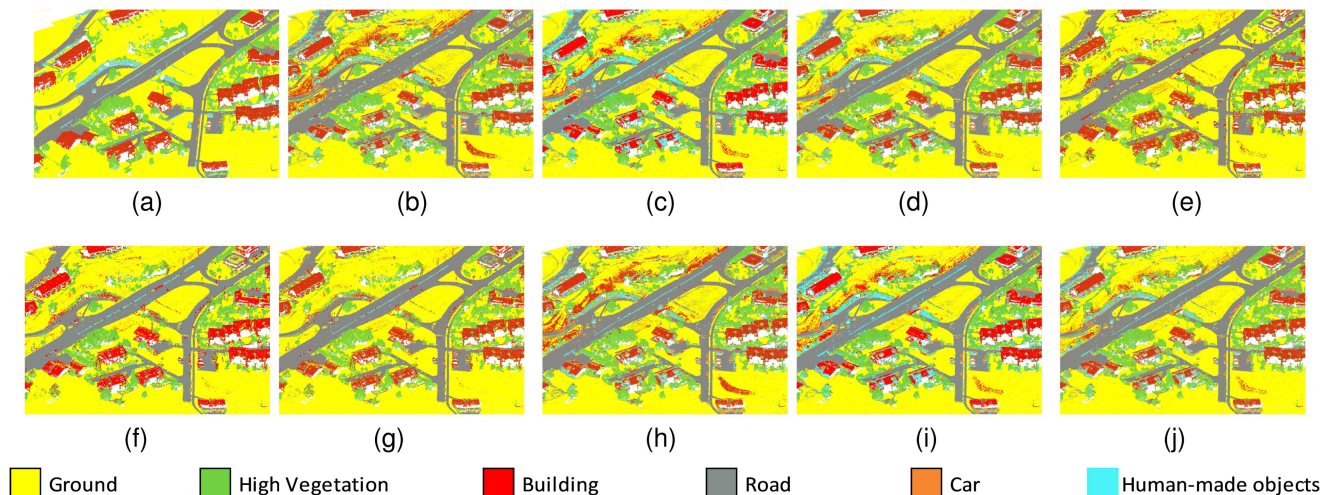 (a) (b) (c) (d) (e)
(f) (g) (h) (i) (j)
Ground High Vegetation Building Road Car Human-made objects